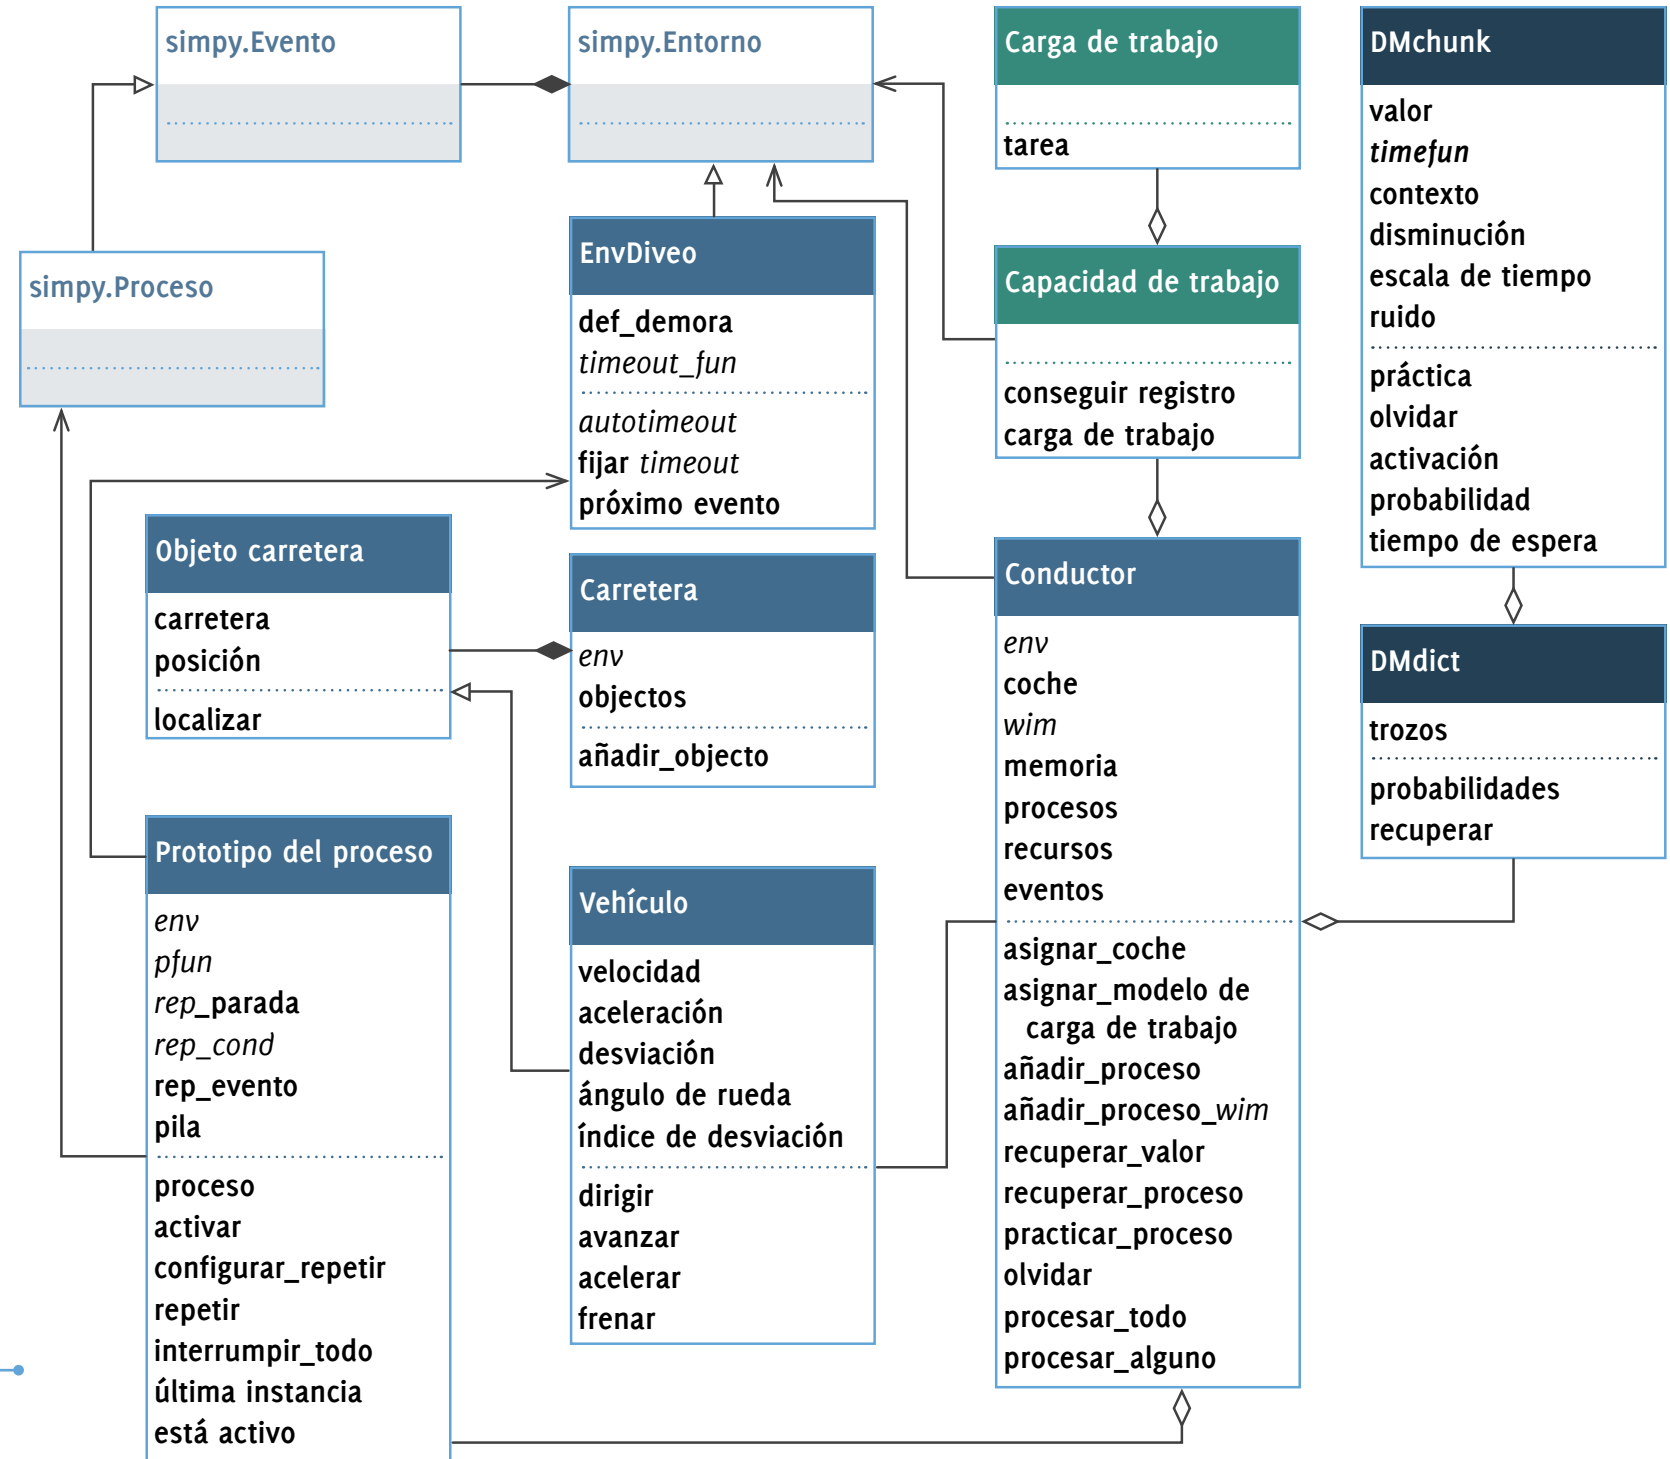 simpy.Evento
simpy.Entorno
Carga de trabajo
tarea
DMchunk
valor
timefun
contexto
disminución
escala de tiempo
ruido
práctica
olvidar
activación
probabilidad
tiempo de espera
simpy.Proceso
EnvDiveo
def_demora
timeout_fun
autotimeout
fijar timeout
próximo evento
Capacidad de trabajo
conseguir registro
carga de trabajo
Objeto carretera
carretera
posición
localizar
Carretera
env
objectos
añadir_objecto
Conductor
env
coche
wim
memoria
procesos
recursos
eventos
asignar_coche
asignar_modelo de
carga de trabajo
añadir_proceso
añadir_proceso_wim
recuperar_valor
recuperar_proceso
practicar_proceso
olvidar
procesar_todo
procesar_alguno
DMdict
trozos
probabilidades
recuperar
Prototipo del proceso
env
pfun
rep_parada
rep_cond
rep_evento
pila
proceso
activar
configurar_repetir
repetir
interrumpir_todo
última instancia
está activo
Vehículo
velocidad
aceleración
desviación
ángulo de rueda
índice de desviación
dirigir
avanzar
acelerar
frenar